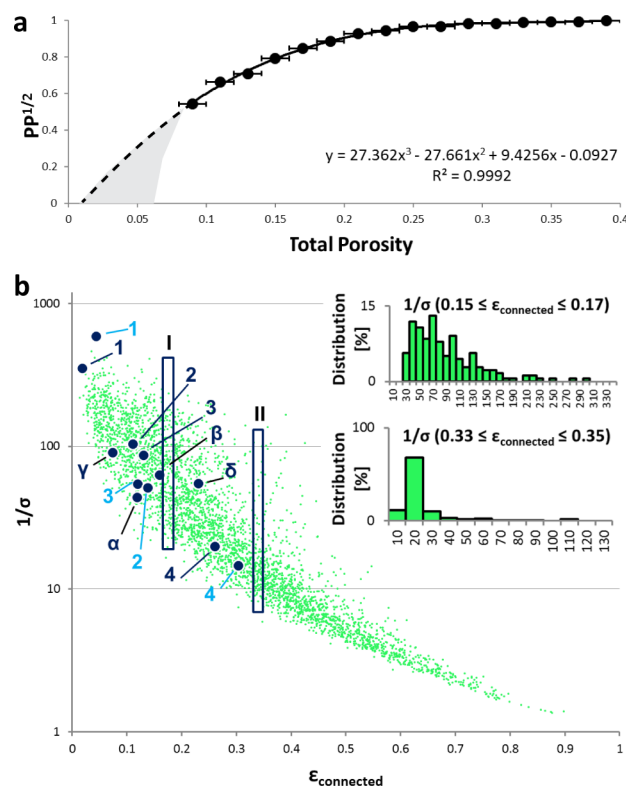 a
1
0.8
0.6
0.4
0.2
0
PP1/2
y = 27.362x3 - 27.661x2 + 9.4256x - 0.0927
R² = 0.9992
0 0.05 0.1 0.15 0.2 0.25 0.3 0.35 0.4
Total Porosity
b
1000
100
10
1
1/σ
1
1
I
2
3
β
II
γ
δ
3
α
2
4
4
15
0
Distribution
[%]
1/σ (0.15 ≤ εconnected ≤ 0.17)
10 30 50 70 90 110 130 150 170 190 210 230 250 270 290 310 330
100
50
0
Distribution
[%]
1/σ (0.33 ≤ εconnected ≤ 0.35)
10 20 30 40 50 60 70 80 90 100 110 120 130
0 0.1 0.2 0.3 0.4 0.5 0.6 0.7 0.8 0.9 1
εconnected